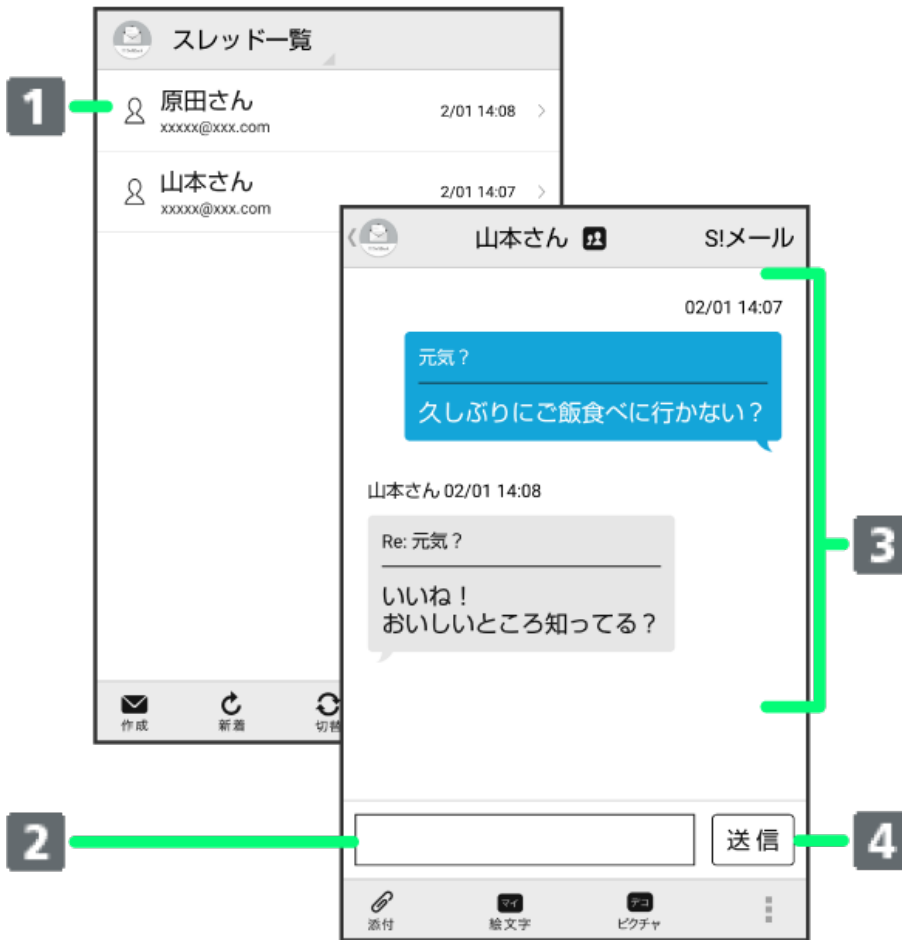 スレッド一覧
1
原田さん
xxxxx@xxx.com
2/01 14:08
山本さん
xxxxx@xxx.com
2/01 14:07
作成
新着
切替
山本さん
S!メール
02/01 14:07
元気?
久しぶりにご飯食べに行かない?
山本さん 02/01 14:08
Re: 元気?
いいね!
おいしいところ知ってる?
3
2
送信
4
添付
マイ
絵文字
デコ
ピクチャ